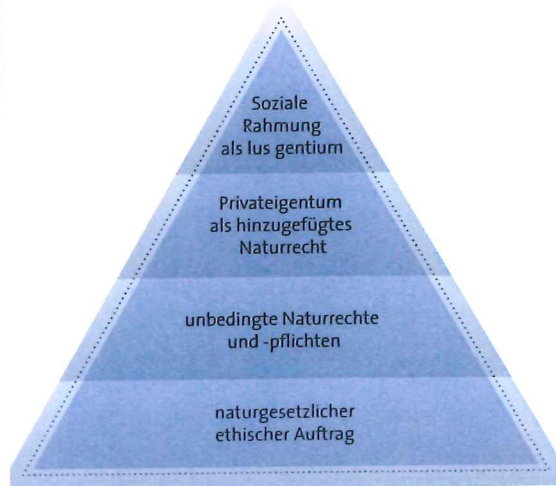 Soziale
Rahmung
als Ius gentium
Privateigentum
als hinzugefügtes
Naturrecht
unbedingte Naturrechte
und -pflichten
naturgesetzlicher
ethischer Auftrag